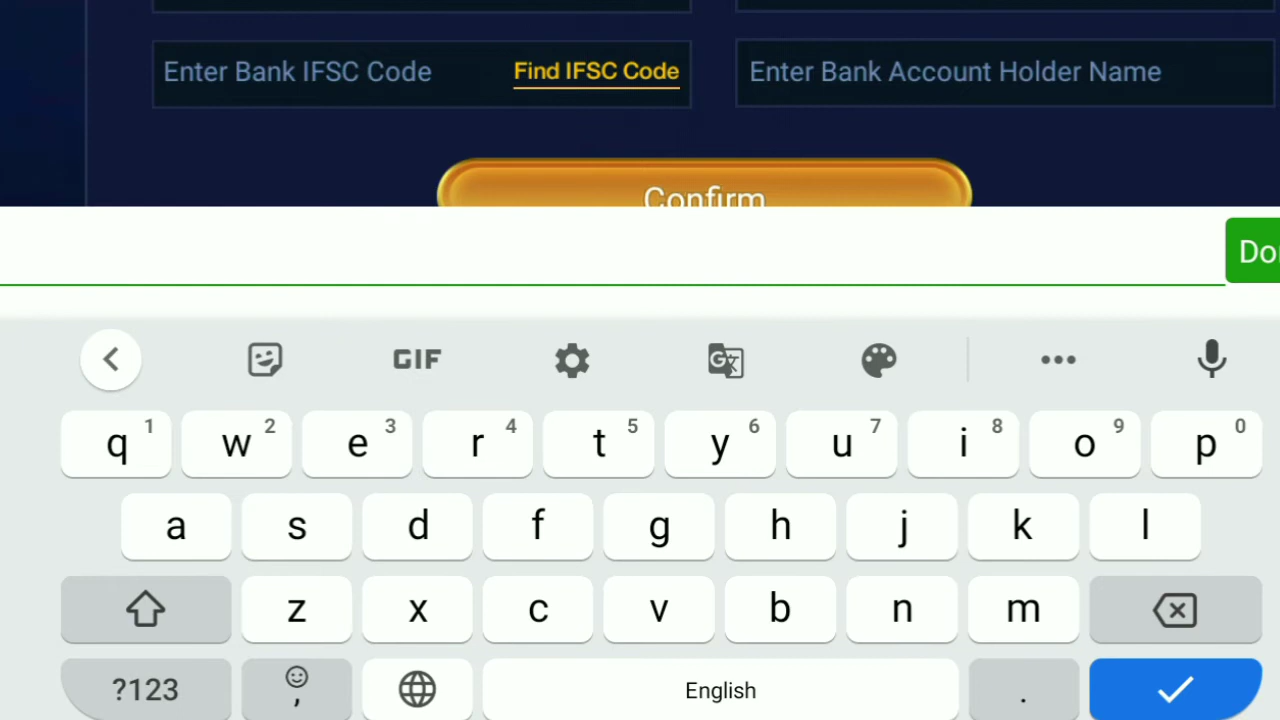 Enter Bank IFSC Code Find IFSC Code Enter Bank Account Holder Name
Confirm
GIF G
q 1 w 2 e 3 r 4 t 5 y 6 u 7 i 8 o 9 p 0
a s d f g h j k l
z x c v b n m
?123 , English .